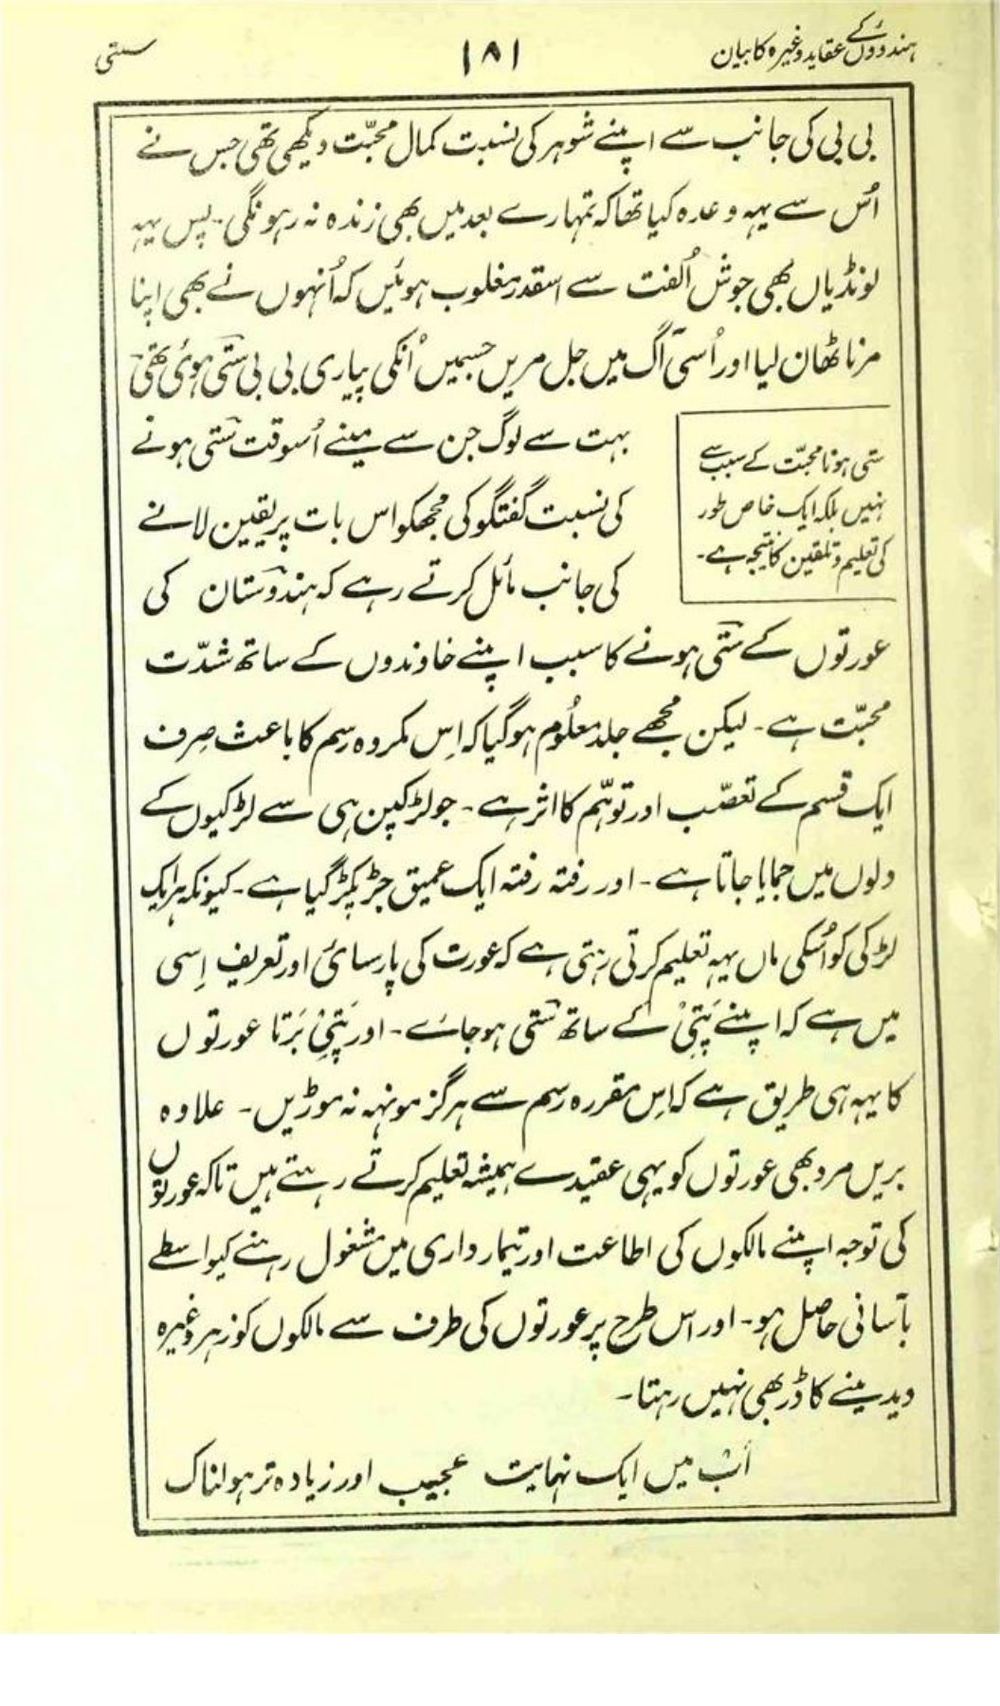 ہندوؤں کے عقاید وغیرہ کا بیان
۱۸۱
ستی
بی بی کی جانب سے اپنے شوہر کی نسبت کمال محبّت دیکھی تھی جس نے
اُس سے یہہ وعدہ کیا تھا کہ تمہارے بعد میں بھی زندہ نہ رہونگی۔ پس یہہ
لونڈیاں بھی جوش اُلفت سے اسقدر مغلوب ہوئیں کہ اُنہوں نے بھی اپنا
مرنا ٹھان لیا اور اُسی آگ میں جل مریں جسمیں اُنکی پیاری بی بی ستی ہوئی تھی
ستی ہونا محبّت کے سبب سے
نہیں بلکہ ایک خاص طور
کی تعلیم و تلقین کا نتیجہ ہے۔
بہت سے لوگ جن سے مینے اُسوقت ستی ہونے
کی نسبت گفتگو کی مجھکو اس بات پر یقین لانے
کی جانب مائل کرتے رہے کہ ہندوستان کی
عورتوں کے ستی ہونے کا سبب اپنے خاوندوں کے ساتھ شدّت
محبّت ہے۔ لیکن مجھے جلد معلُوم ہوگیا کہ اِس مکروہ رسم کا باعث صِرف
ایک قسم کے تعصّب اور توہّم کا اثر ہے۔ جو لڑکپن ہی سے لڑکیوں کے
دلوں میں جمایا جاتا ہے۔ اور رفتہ رفتہ ایک عمیق جڑ پکڑ گیا ہے۔ کیونکہ ہرایک
لڑکی کو اُسکی ماں یہہ تعلیم کرتی رہتی ہے کہ عورت کی پارسائی اور تعریف اِسی
میں ہے کہ اپنے پَتِیْ کے ساتھ ستی ہوجائے۔ اور پَتِیْ بَرتا عورتوں
کا یہہ ہی طریق ہے کہ اِس مقررہ رسم سے ہرگز مونہہ نہ موڑیں۔ علاوہ
بریں مرد بھی عورتوں کو یہی عقیدے ہمیشہ تعلیم کرتے رہتے ہیں تاکہ عورتوں
کی توجہ اپنے مالکوں کی اطاعت اور تیمار داری میں مشغول رہنے کیواسطے
بآسانی حاصل ہو۔ اور اس طرح پر عورتوں کی طرف سے مالکوں کو زہر وغیرہ
دیدینے کا ڈر بھی نہیں رہتا۔
اَبْ میں ایک نہایت عجیب اور زیادہ تر ہولناک